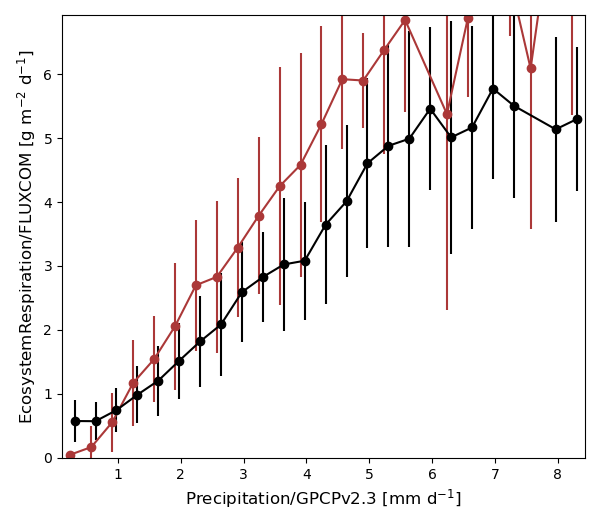 EcosystemRespiration/FLUXCOM [g m⁻² d⁻¹]
6
5
4
3
2
1
0
1 2 3 4 5 6 7 8
Precipitation/GPCPv2.3 [mm d⁻¹]